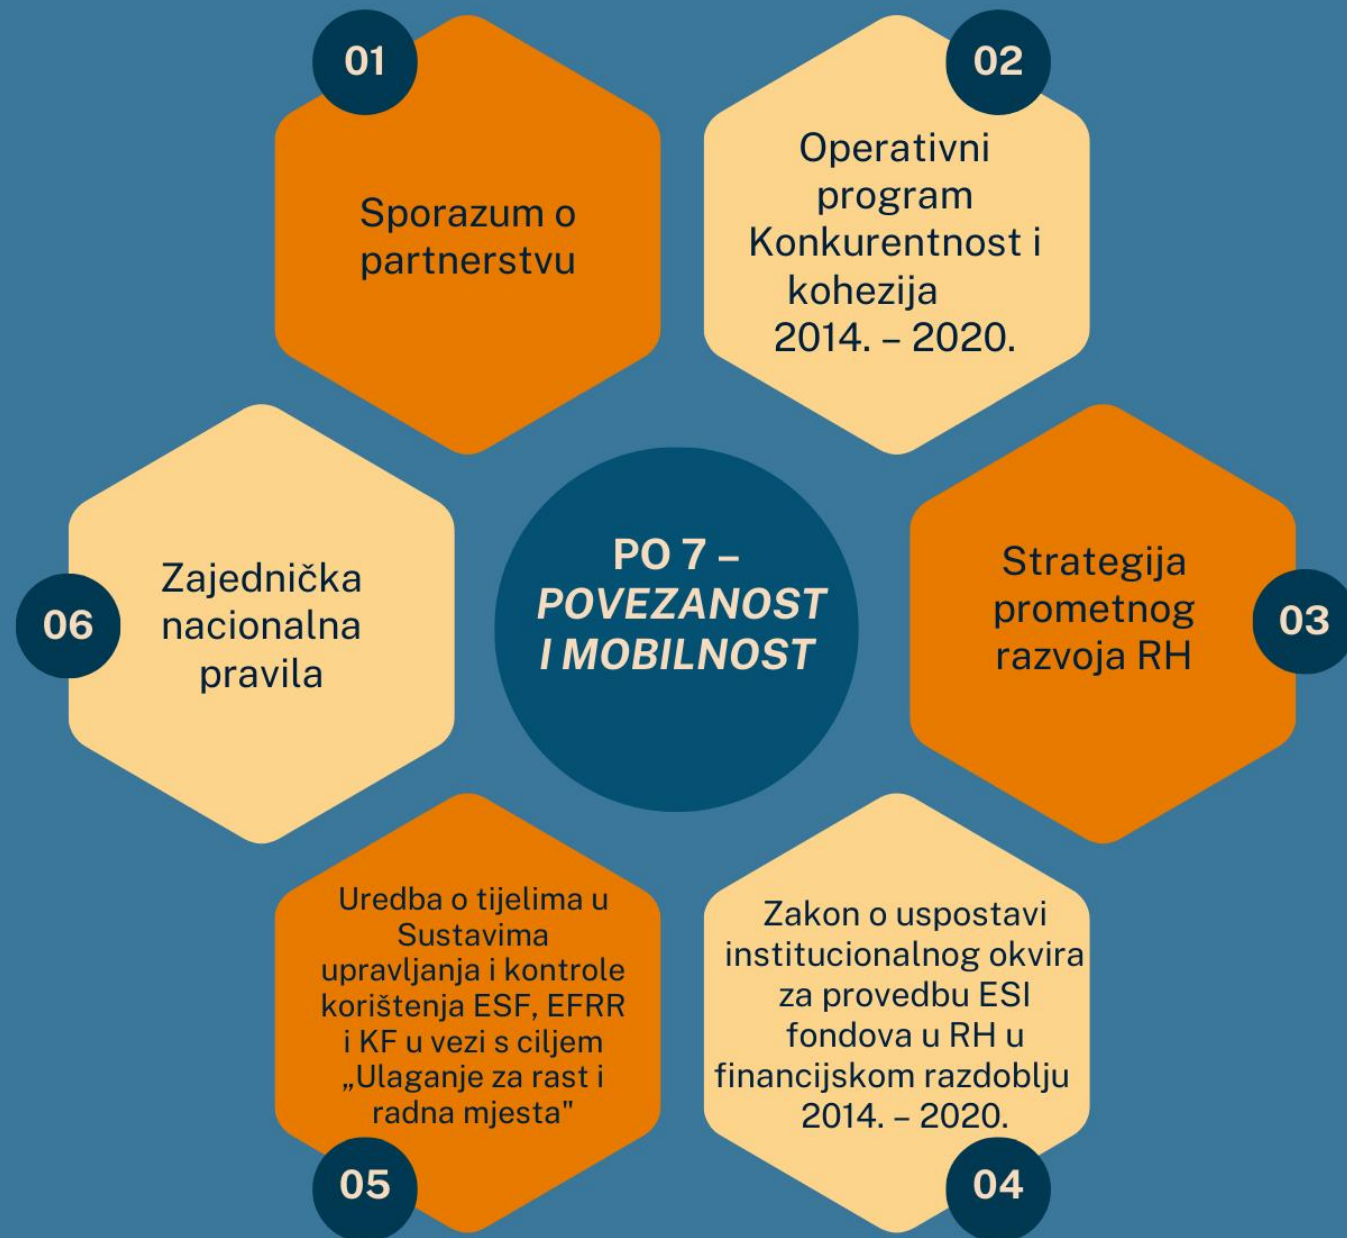 01
Sporazum o
partnerstvu
02
Operativni
program
Konkurentnost i
kohezija
2014. – 2020.
03
Strategija
prometnog
razvoja RH
04
Zakon o uspostavi
institucionalnog okvira
za provedbu ESI
fondova u RH u
financijskom razdoblju
2014. – 2020.
05
Uredba o tijelima u
Sustavima
upravljanja i kontrole
korištenja ESF, EFRR
i KF u vezi s ciljem
„Ulaganje za rast i
radna mjesta"
06
Zajednička
nacionalna
pravila
PO 7 –
POVEZANOST
I MOBILNOST